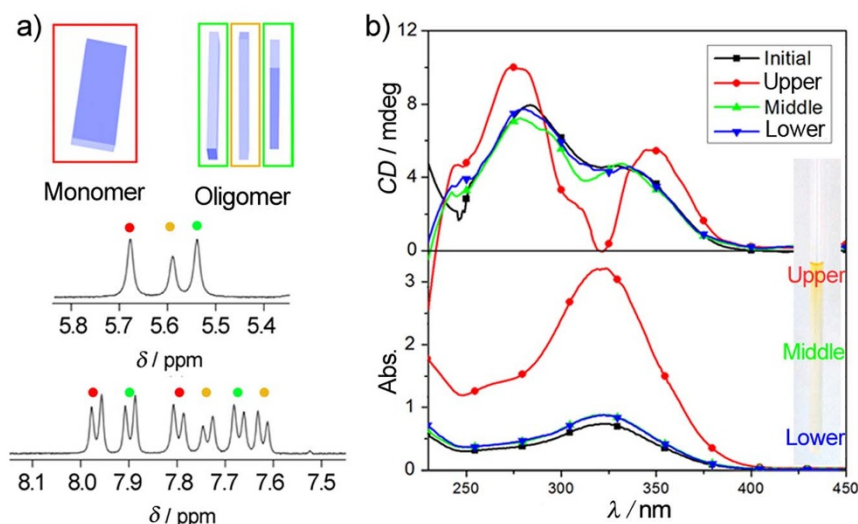 a)
Monomer
Oligomer
5.8 5.7 5.6 5.5 5.4
δ / ppm
8.1 8.0 7.9 7.8 7.7 7.6 7.5
δ / ppm
b)
CD / mdeg
12
8
4
0
Initial
Upper
Middle
Lower
Abs.
3
2
1
0
Upper
Middle
Lower
250 300 350 400 450
λ / nm